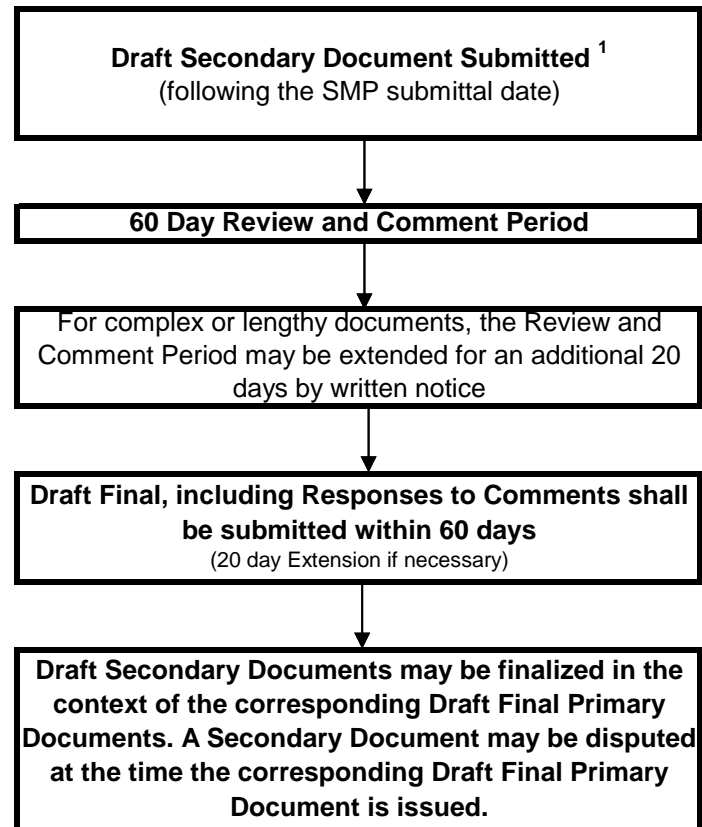 Draft Secondary Document Submitted 1
(following the SMP submittal date)
60 Day Review and Comment Period
For complex or lengthy documents, the Review and
Comment Period may be extended for an additional 20
days by written notice
Draft Final, including Responses to Comments shall
be submitted within 60 days
(20 day Extension if necessary)
Draft Secondary Documents may be finalized in the
context of the corresponding Draft Final Primary
Documents. A Secondary Document may be disputed
at the time the corresponding Draft Final Primary
Document is issued.